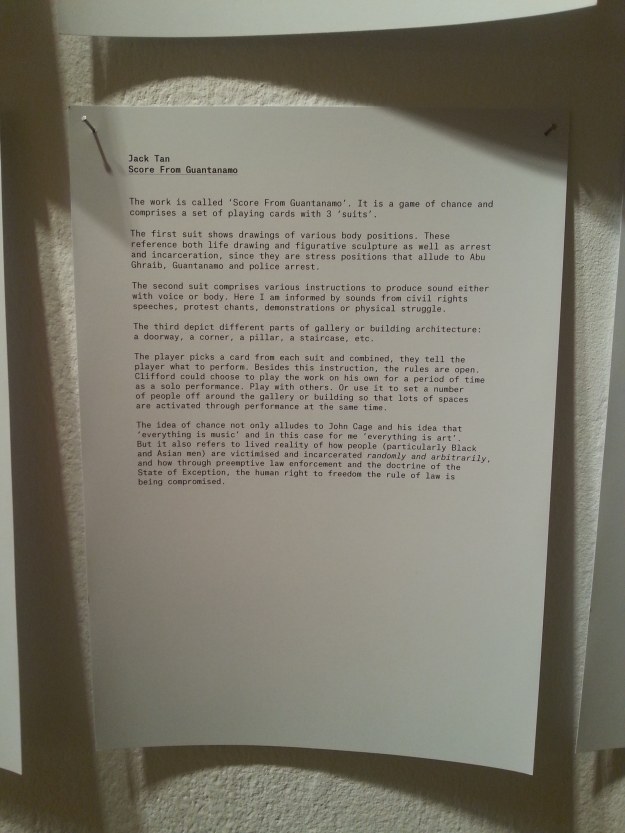 Jack Tan
Score From Guantanamo
The work is called ‘Score From Guantanamo’. It is a game of chance and
comprises a set of playing cards with 3 ‘suits’.
The first suit shows drawings of various body positions. These
reference both life drawing and figurative sculpture as well as arrest
and incarceration, since they are stress positions that allude to Abu
Ghraib, Guantanamo and police arrest.
The second suit comprises various instructions to produce sound either
with voice or body. Here I am informed by sounds from civil rights
speeches, protest chants, demonstrations or physical struggle.
The third depict different parts of gallery or building architecture:
a doorway, a corner, a pillar, a staircase, etc.
The player picks a card from each suit and combined, they tell the
player what to perform. Besides this instruction, the rules are open.
Clifford could choose to play the work on his own for a period of time
as a solo performance. Play with others. Or use it to set a number
of people off around the gallery or building so that lots of spaces
are activated through performance at the same time.
The idea of chance not only alludes to John Cage and his idea that
‘everything is music’ and in this case for me ‘everything is art’.
But it also refers to lived reality of how people (particularly Black
and Asian men) are victimised and incarcerated randomly and arbitrarily,
and how through preemptive law enforcement and the doctrine of the
State of Exception, the human right to freedom the rule of law is
being compromised.